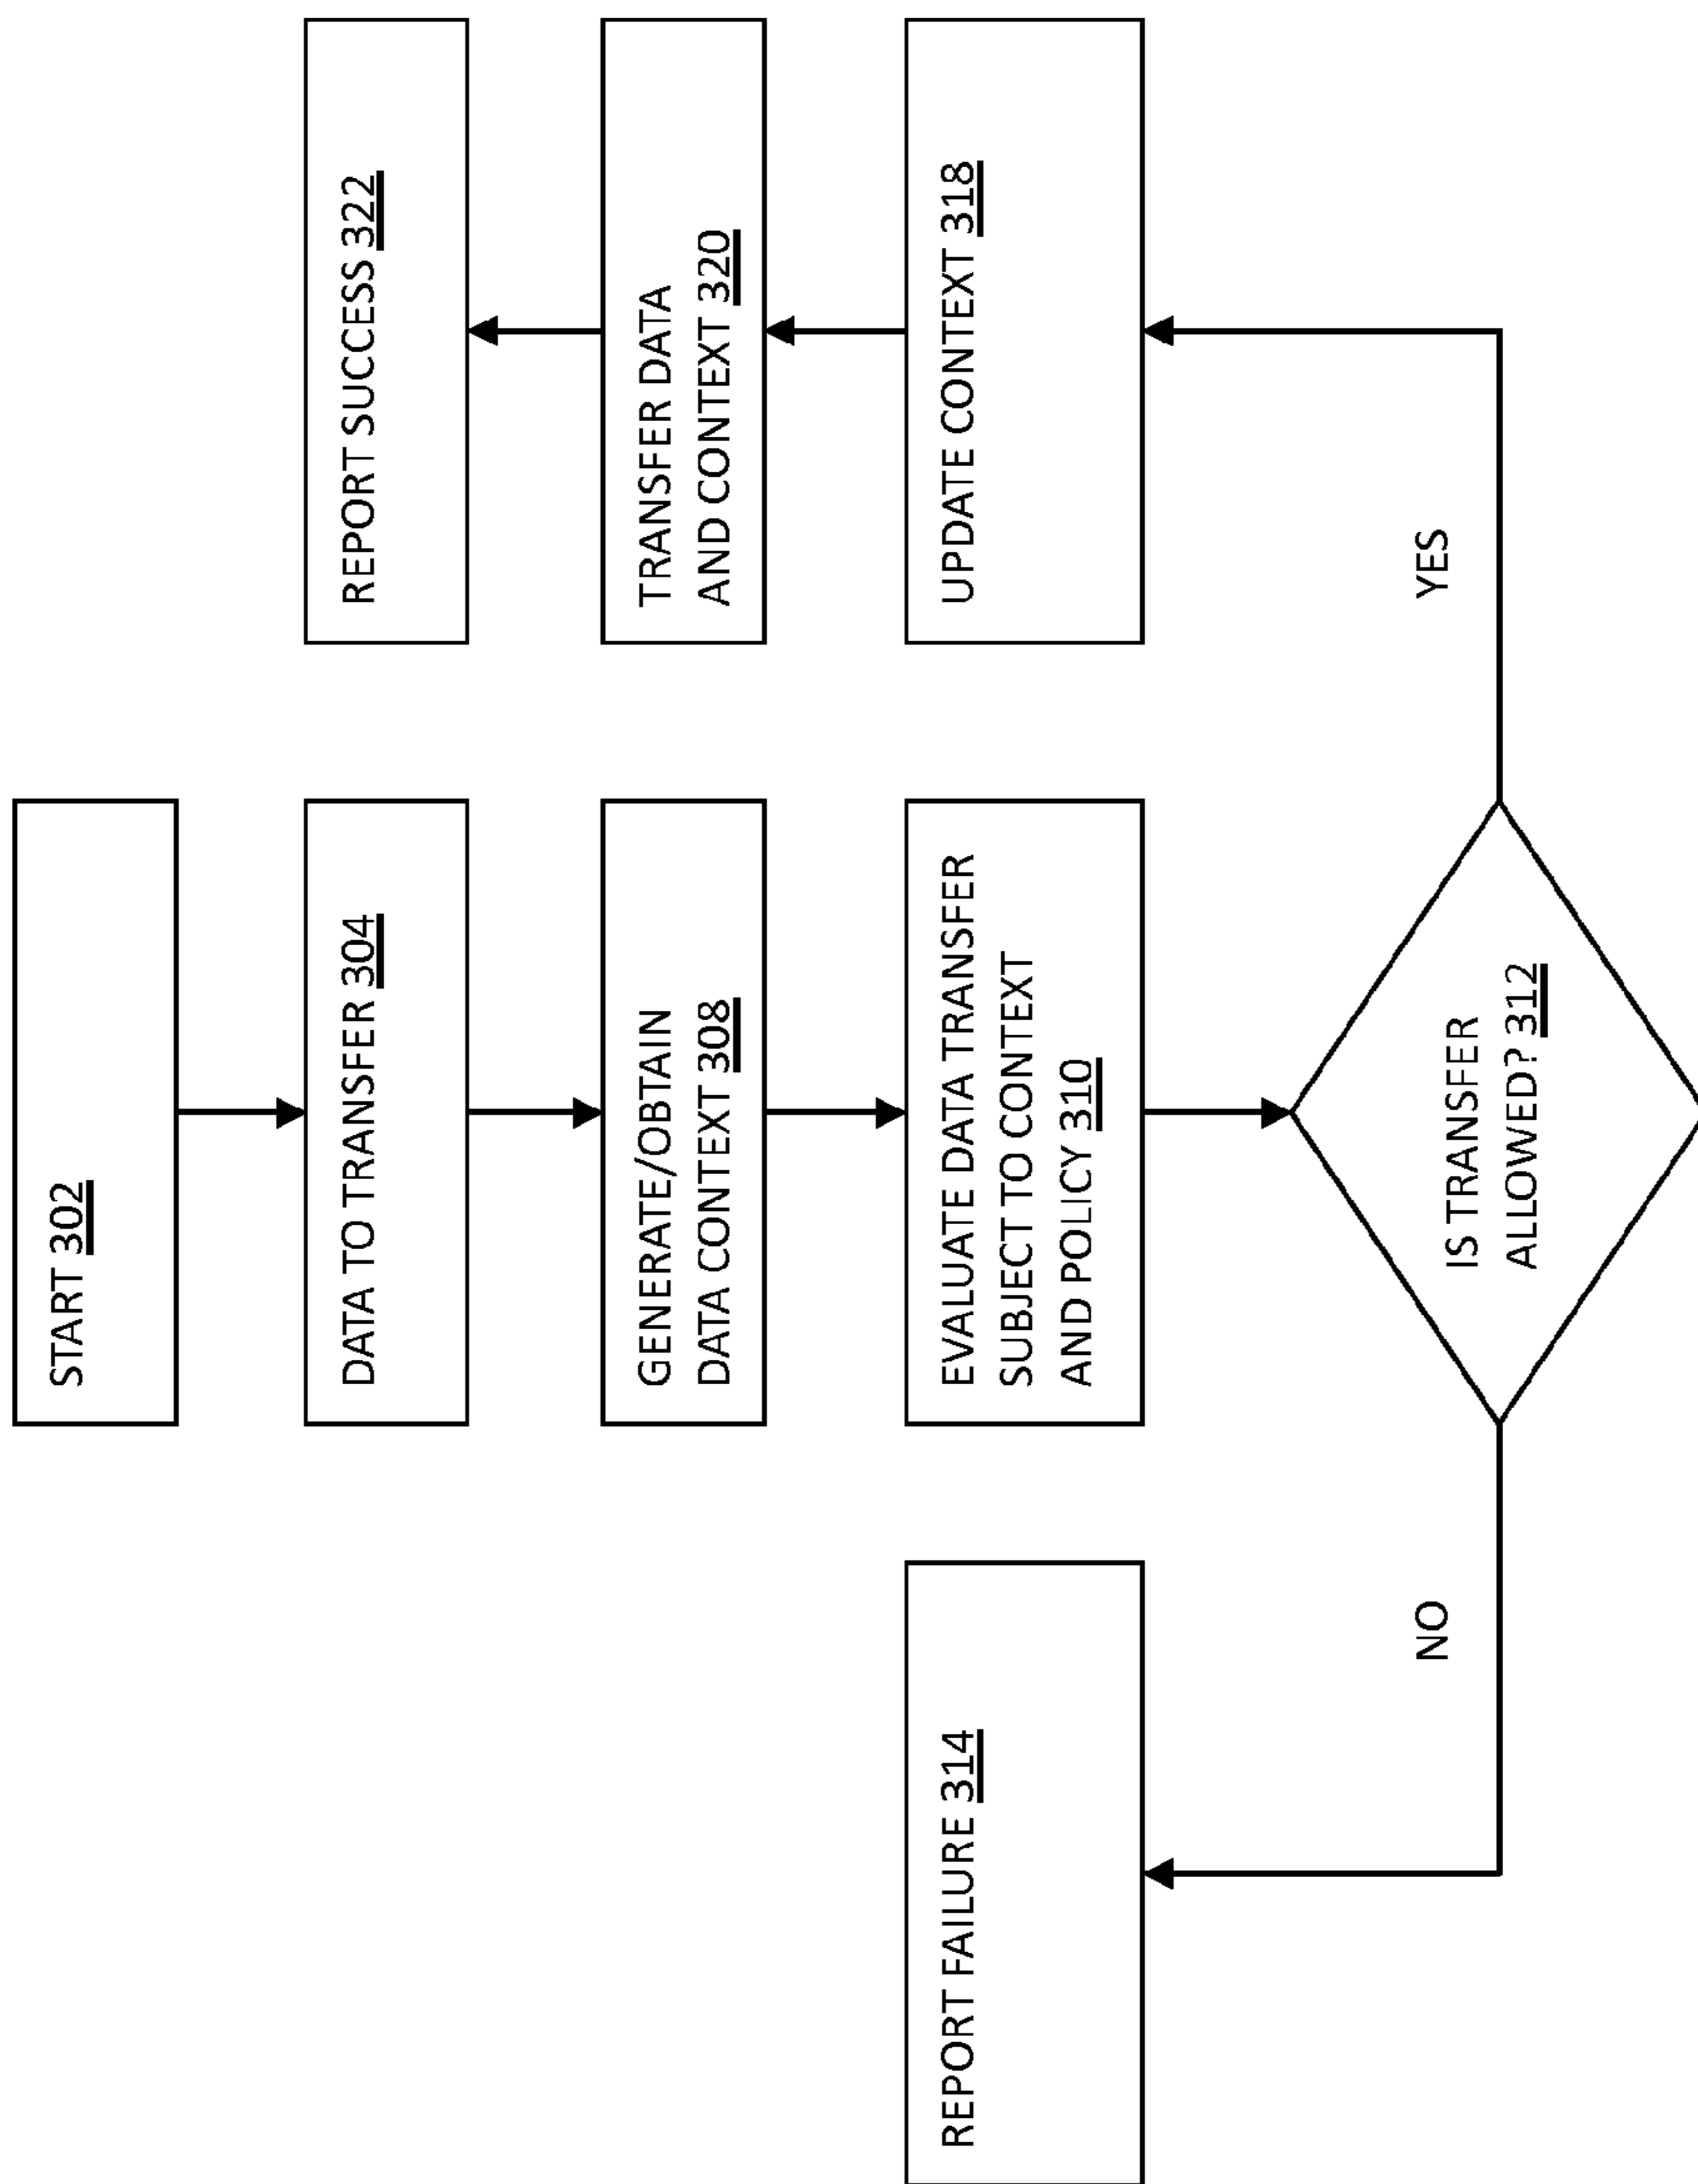 START 302
DATA TO TRANSFER 304
GENERATE/OBTAIN
DATA CONTEXT 308
EVALUATE DATA TRANSFER
SUBJECT TO CONTEXT
AND POLICY 310
IS TRANSFER
ALLOWED? 312
NO
REPORT FAILURE 314
YES
UPDATE CONTEXT 318
TRANSFER DATA
AND CONTEXT 320
REPORT SUCCESS 322